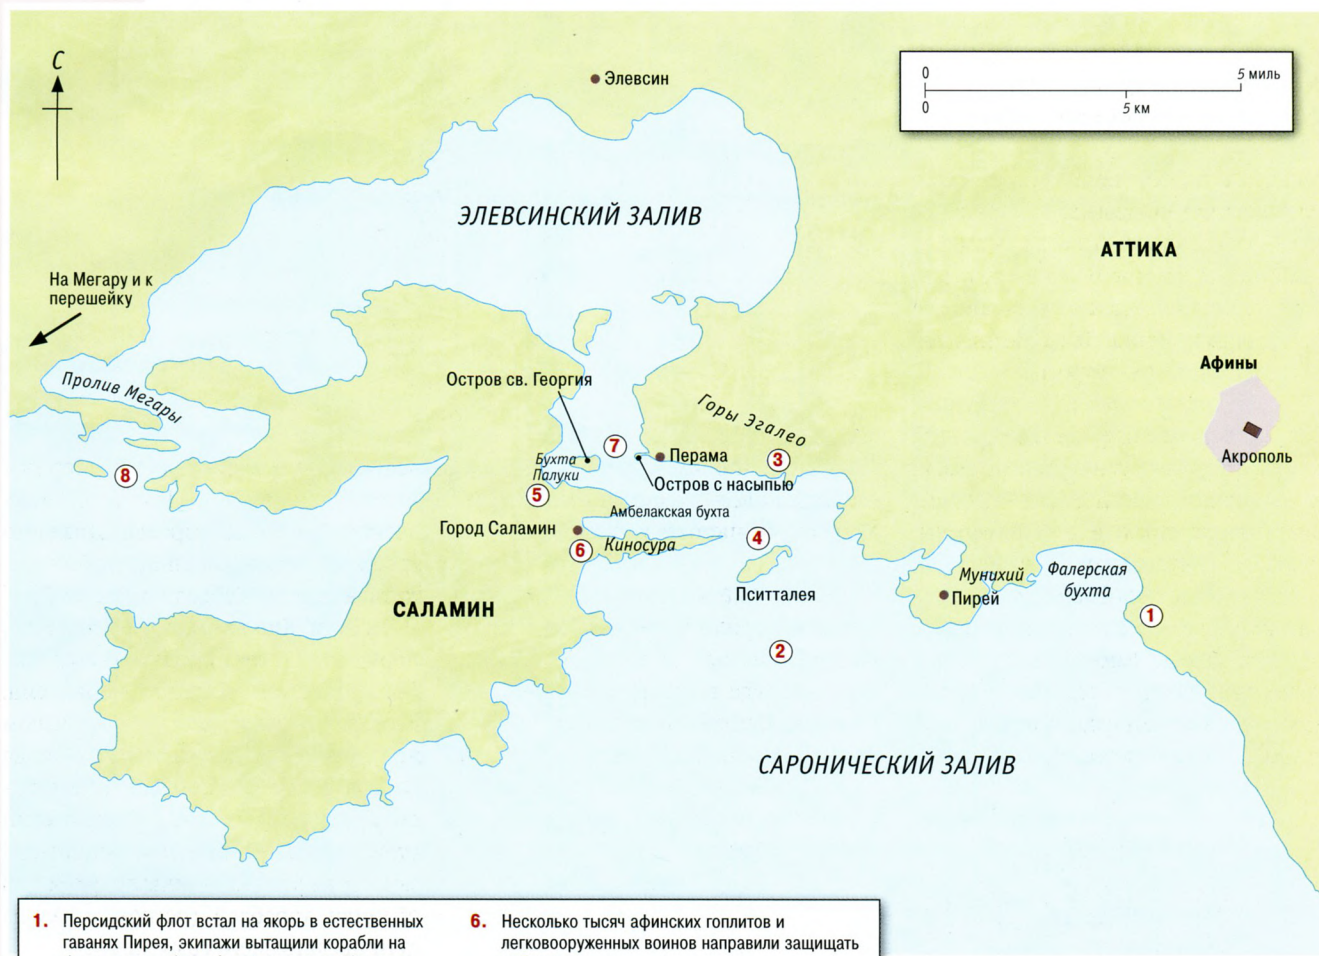 С
Элевсин
0
5 миль
0
5 км
ЭЛЕВСИНСКИЙ ЗАЛИВ
АТТИКА
На Мегару и к
перешейку
Афины
Пролив Мегары
Остров св. Георгия
Горы Эгалео
Акрополь
7
Перама
3
Бухта
Палуки
8
Остров с насыпью
5
Амбелакская бухта
Город Саламин
4
6
Киносура
Мунихий
Фалерская
бухта
Пситталея
Пирей
САЛАМИН
1
2
САРОНИЧЕСКИЙ ЗАЛИВ
1. Персидский флот встал на якорь в естественных
гаванях Пирея, экипажи вытащили корабли на
6. Несколько тысяч афинских гоплитов и
легковооруженных воинов направили защищать